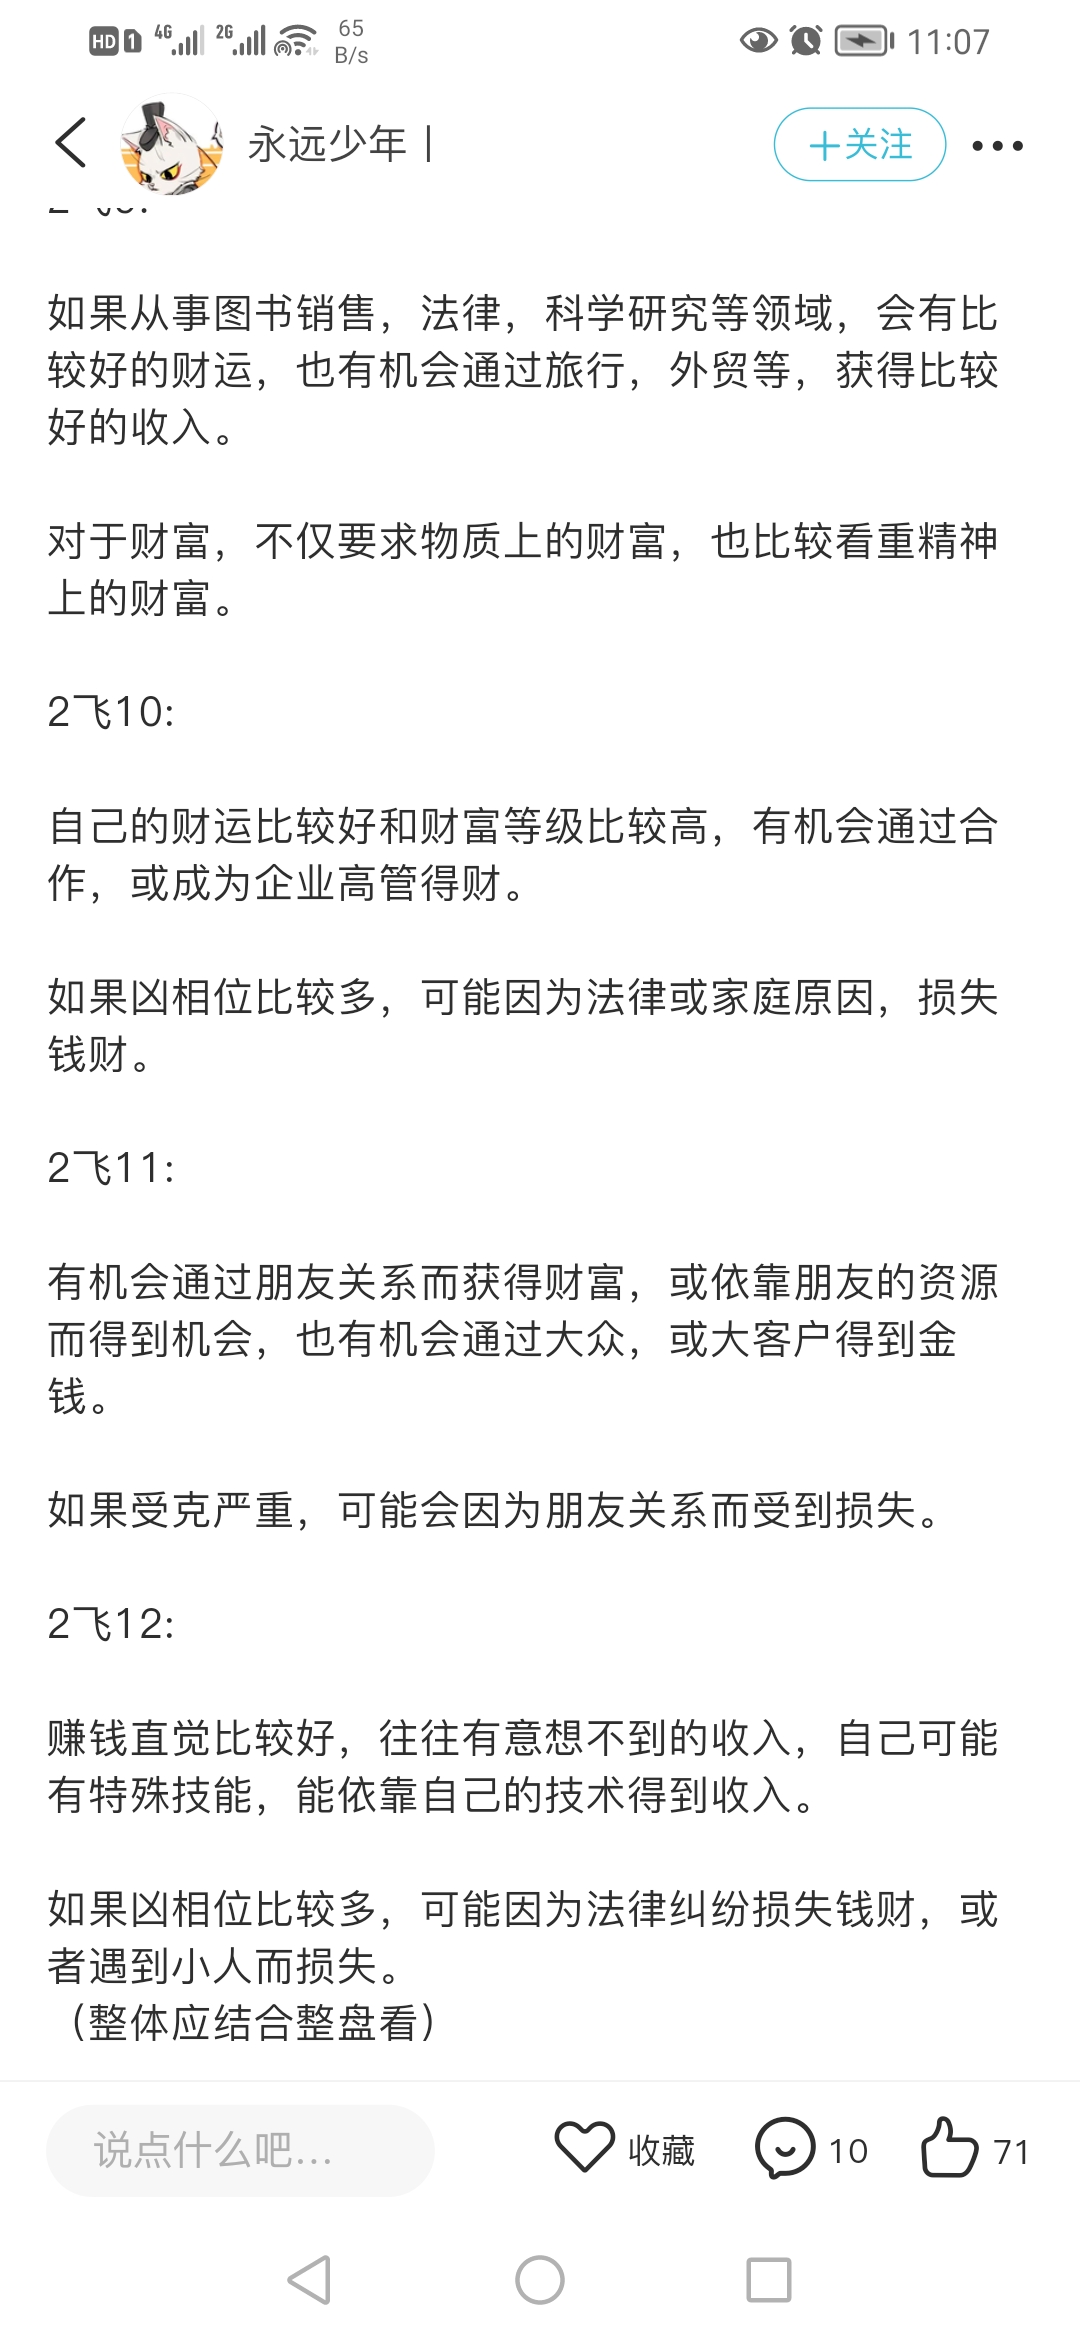 HD 1 4G 2G 65 B/s 11:07
永远少年丨
+关注
如果从事图书销售，法律，科学研究等领域，会有比
较好的财运，也有机会通过旅行，外贸等，获得比较
好的收入。
对于财富，不仅要求物质上的财富，也比较看重精神
上的财富。
2飞10:
自己的财运比较好和财富等级比较高，有机会通过合
作，或成为企业高管得财。
如果凶相位比较多，可能因为法律或家庭原因，损失
钱财。
2飞11:
有机会通过朋友关系而获得财富，或依靠朋友的资源
而得到机会，也有机会通过大众，或大客户得到金
钱。
如果受克严重，可能会因为朋友关系而受到损失。
2飞12:
赚钱直觉比较好，往往有意想不到的收入，自己可能
有特殊技能，能依靠自己的技术得到收入。
如果凶相位比较多，可能因为法律纠纷损失钱财，或
者遇到小人而损失。
（整体应结合整盘看）
说点什么吧... 收藏 10 71